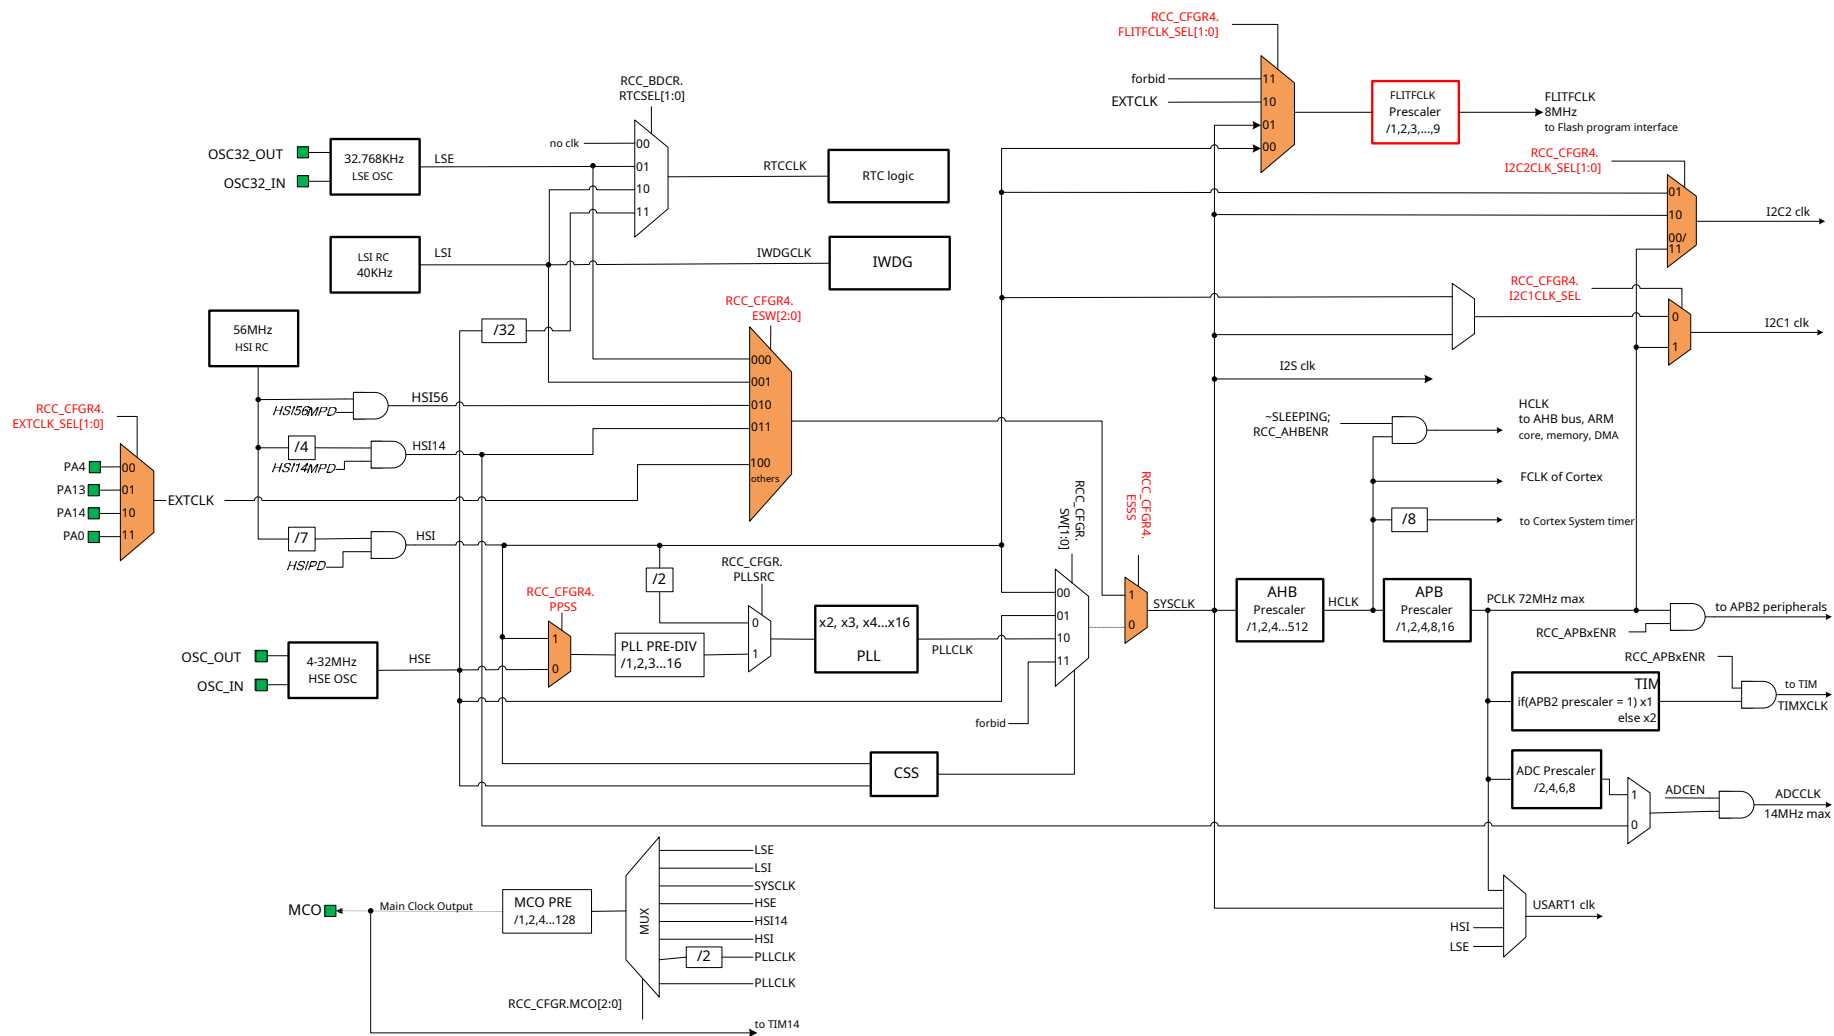 RCC_CFGR4.
FLITFCLK_SEL[1:0]
forbid
EXTCLK
11
10
01
00
FLITFCLK
Prescaler
/1,2,3,...,9
FLITFCLK
8MHz
to Flash program interface
RCC_BDCR.
RTCSEL[1:0]
no clk
00
01
10
11
OSC32_OUT
OSC32_IN
32.768KHz
LSE OSC
LSE
RTCCLK
RTC logic
RCC_CFGR4.
I2C2CLK_SEL[1:0]
01
10
00/
11
I2C2 clk
LSI RC
40KHz
LSI
IWDGCLK
IWDG
RCC_CFGR4.
I2C1CLK_SEL
0
1
I2C1 clk
RCC_CFGR4.
ESW[2:0]
/32
56MHz
HSI RC
000
001
010
011
100
others
I2S clk
HSI56MPD
HSI56
/4
HSI14MPD
HSI14
RCC_CFGR4.
EXTCLK_SEL[1:0]
PA4
PA13
PA14
PA0
00
01
10
11
EXTCLK
~SLEEPING;
RCC_AHBENR
HCLK
to AHB bus, ARM
core, memory, DMA
FCLK of Cortex
/8
to Cortex System timer
/7
HSIPD
HSI
/2
RCC_CFGR.
PLLSRC
RCC_CFGR.
SW[1:0]
RCC_CFGR4.
ESSS
RCC_CFGR4.
PPSS
1
0
PLL PRE-DIV
/1,2,3...16
0
1
x2, x3, x4...x16
PLL
PLLCLK
00
01
10
11
forbid
1
0
SYSCLK
AHB
Prescaler
/1,2,4...512
HCLK
APB
Prescaler
/1,2,4,8,16
PCLK 72MHz max
RCC_APBxENR
to APB2 peripherals
OSC_OUT
OSC_IN
4-32MHz
HSE OSC
HSE
RCC_APBxENR
TIM
if(APB2 prescaler = 1) x1
else x2
to TIM
TIMXCLK
CSS
ADC Prescaler
/2,4,6,8
1
0
ADCEN
ADCCLK
14MHz max
MCO
Main Clock Output
MCO PRE
/1,2,4...128
MUX
LSE
LSI
SYSCLK
HSE
HSI14
HSI
/2
PLLCLK
PLLCLK
RCC_CFGR.MCO[2:0]
to TIM14
HSI
LSE
USART1 clk